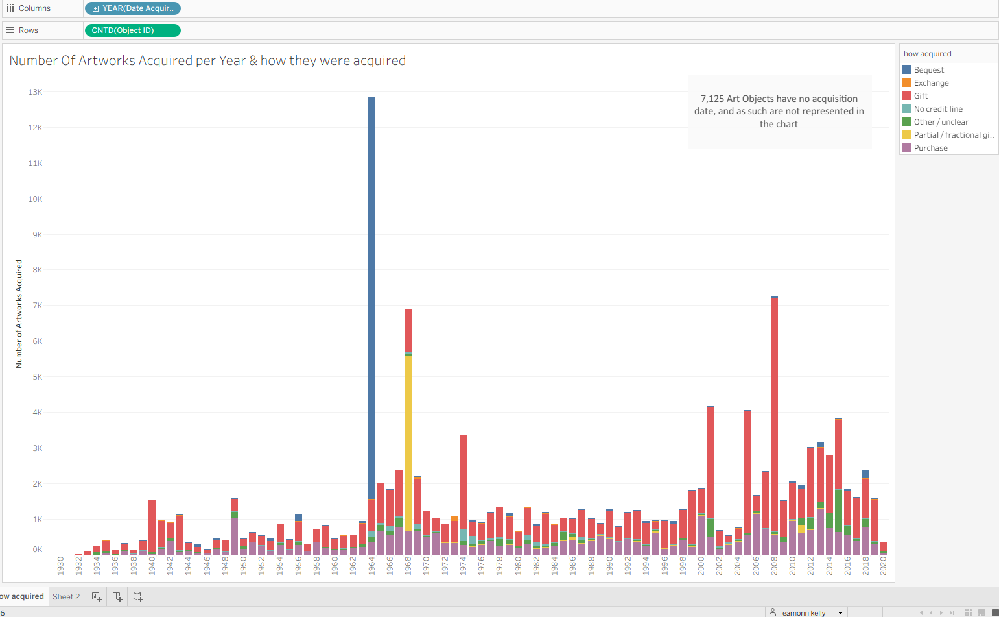 Columns
YEAR(Date Acquir..
Rows
CNTD(Object ID)
Number Of Artworks Acquired per Year & how they were acquired
how acquired
Bequest
Exchange
Gift
No credit line
Other / unclear
Partial / fractional gi..
Purchase
7,125 Art Objects have no acquisition
date, and as such are not represented in
the chart
Number of Artworks Acquired
13K
12K
11K
10K
9K
8K
7K
6K
5K
4K
3K
2K
1K
0K
1930
1932
1934
1936
1938
1940
1942
1944
1946
1948
1950
1952
1954
1956
1958
1960
1962
1964
1966
1968
1970
1972
1974
1976
1978
1980
1982
1984
1986
1988
1990
1992
1994
1996
1998
2000
2002
2004
2006
2008
2010
2012
2014
2016
2018
2020
ow acquired
Sheet 2
6
eamonn kelly